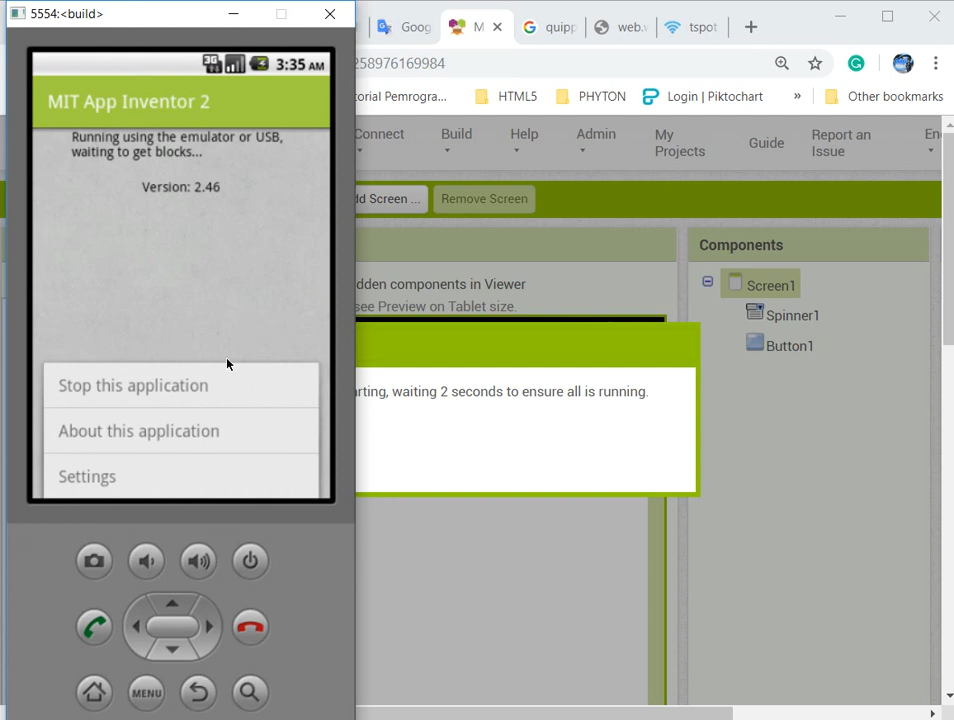 5554:<build>
3:35 AM
MIT App Inventor 2
Running using the emulator or USB,
waiting to get blocks...
Version: 2.46
Stop this application
About this application
Settings
MENU
Goog
M
quipp
web.
tspot
258976169984
torial Pemrogra...
HTML5
PHYTON
Login | Piktochart
»
Other bookmarks
Connect
Build
Help
Admin
My
Projects
Guide
Report an
Issue
En
dd Screen ...
Remove Screen
Components
dden components in Viewer
see Preview on Tablet size.
Screen1
Spinner1
Button1
arting, waiting 2 seconds to ensure all is running.